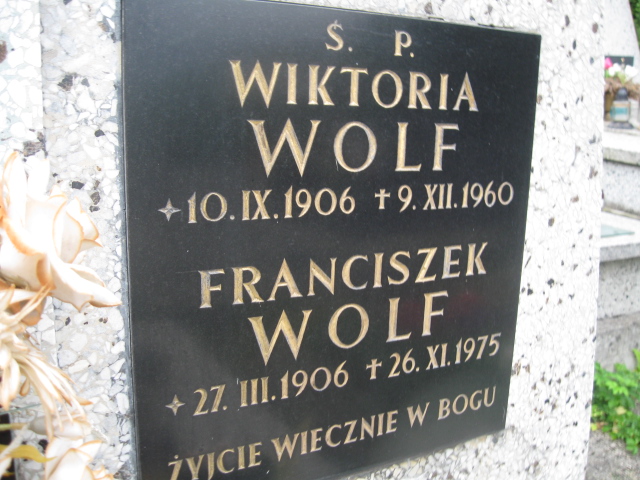 Ś. P.
WIKTORIA
WOLF
✦10.IX.1906 ✝9.XII.1960
FRANCISZEK
WOLF
✦27.III.1906 ✝26.XI.1975
ŻYJCIE WIECZNIE W BOGU